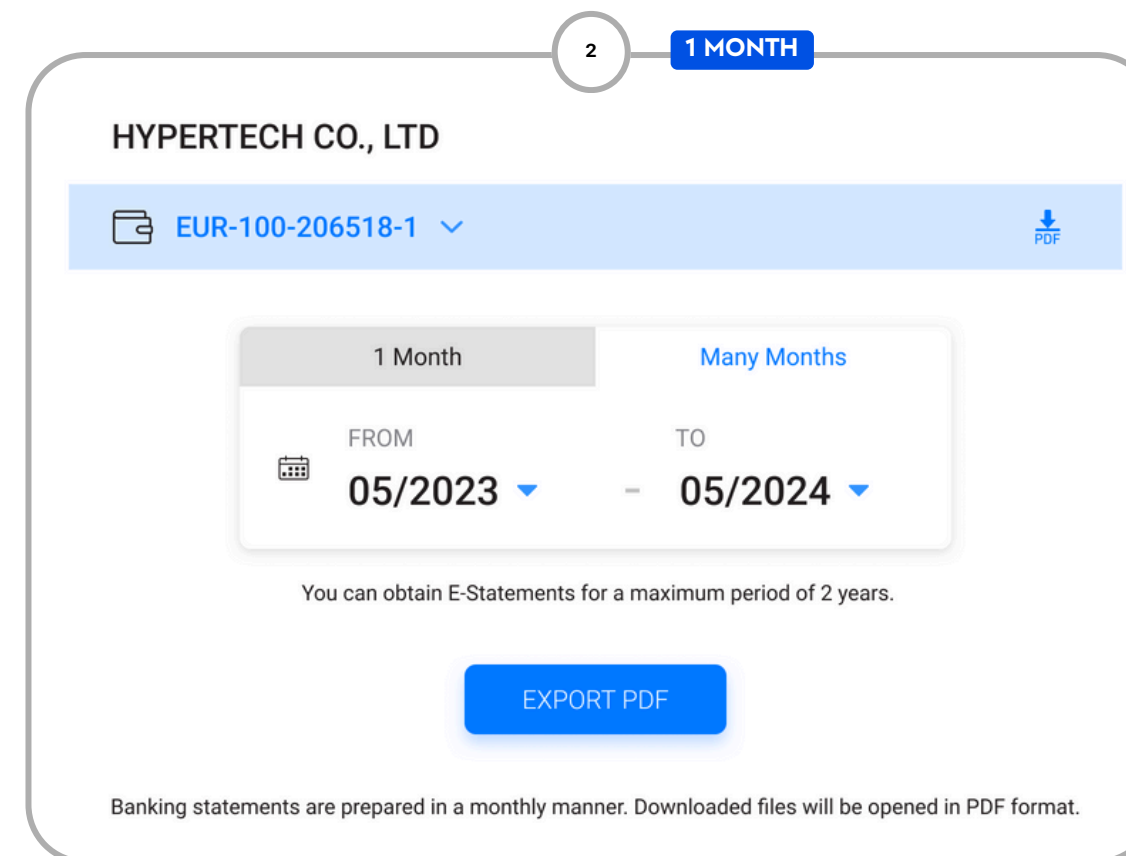 2
1 MONTH
HYPERTECH CO., LTD
EUR-100-206518-1
PDF
1 Month Many Months
FROM TO
05/2023 - 05/2024
You can obtain E-Statements for a maximum period of 2 years.
EXPORT PDF
Banking statements are prepared in a monthly manner. Downloaded files will be opened in PDF format.